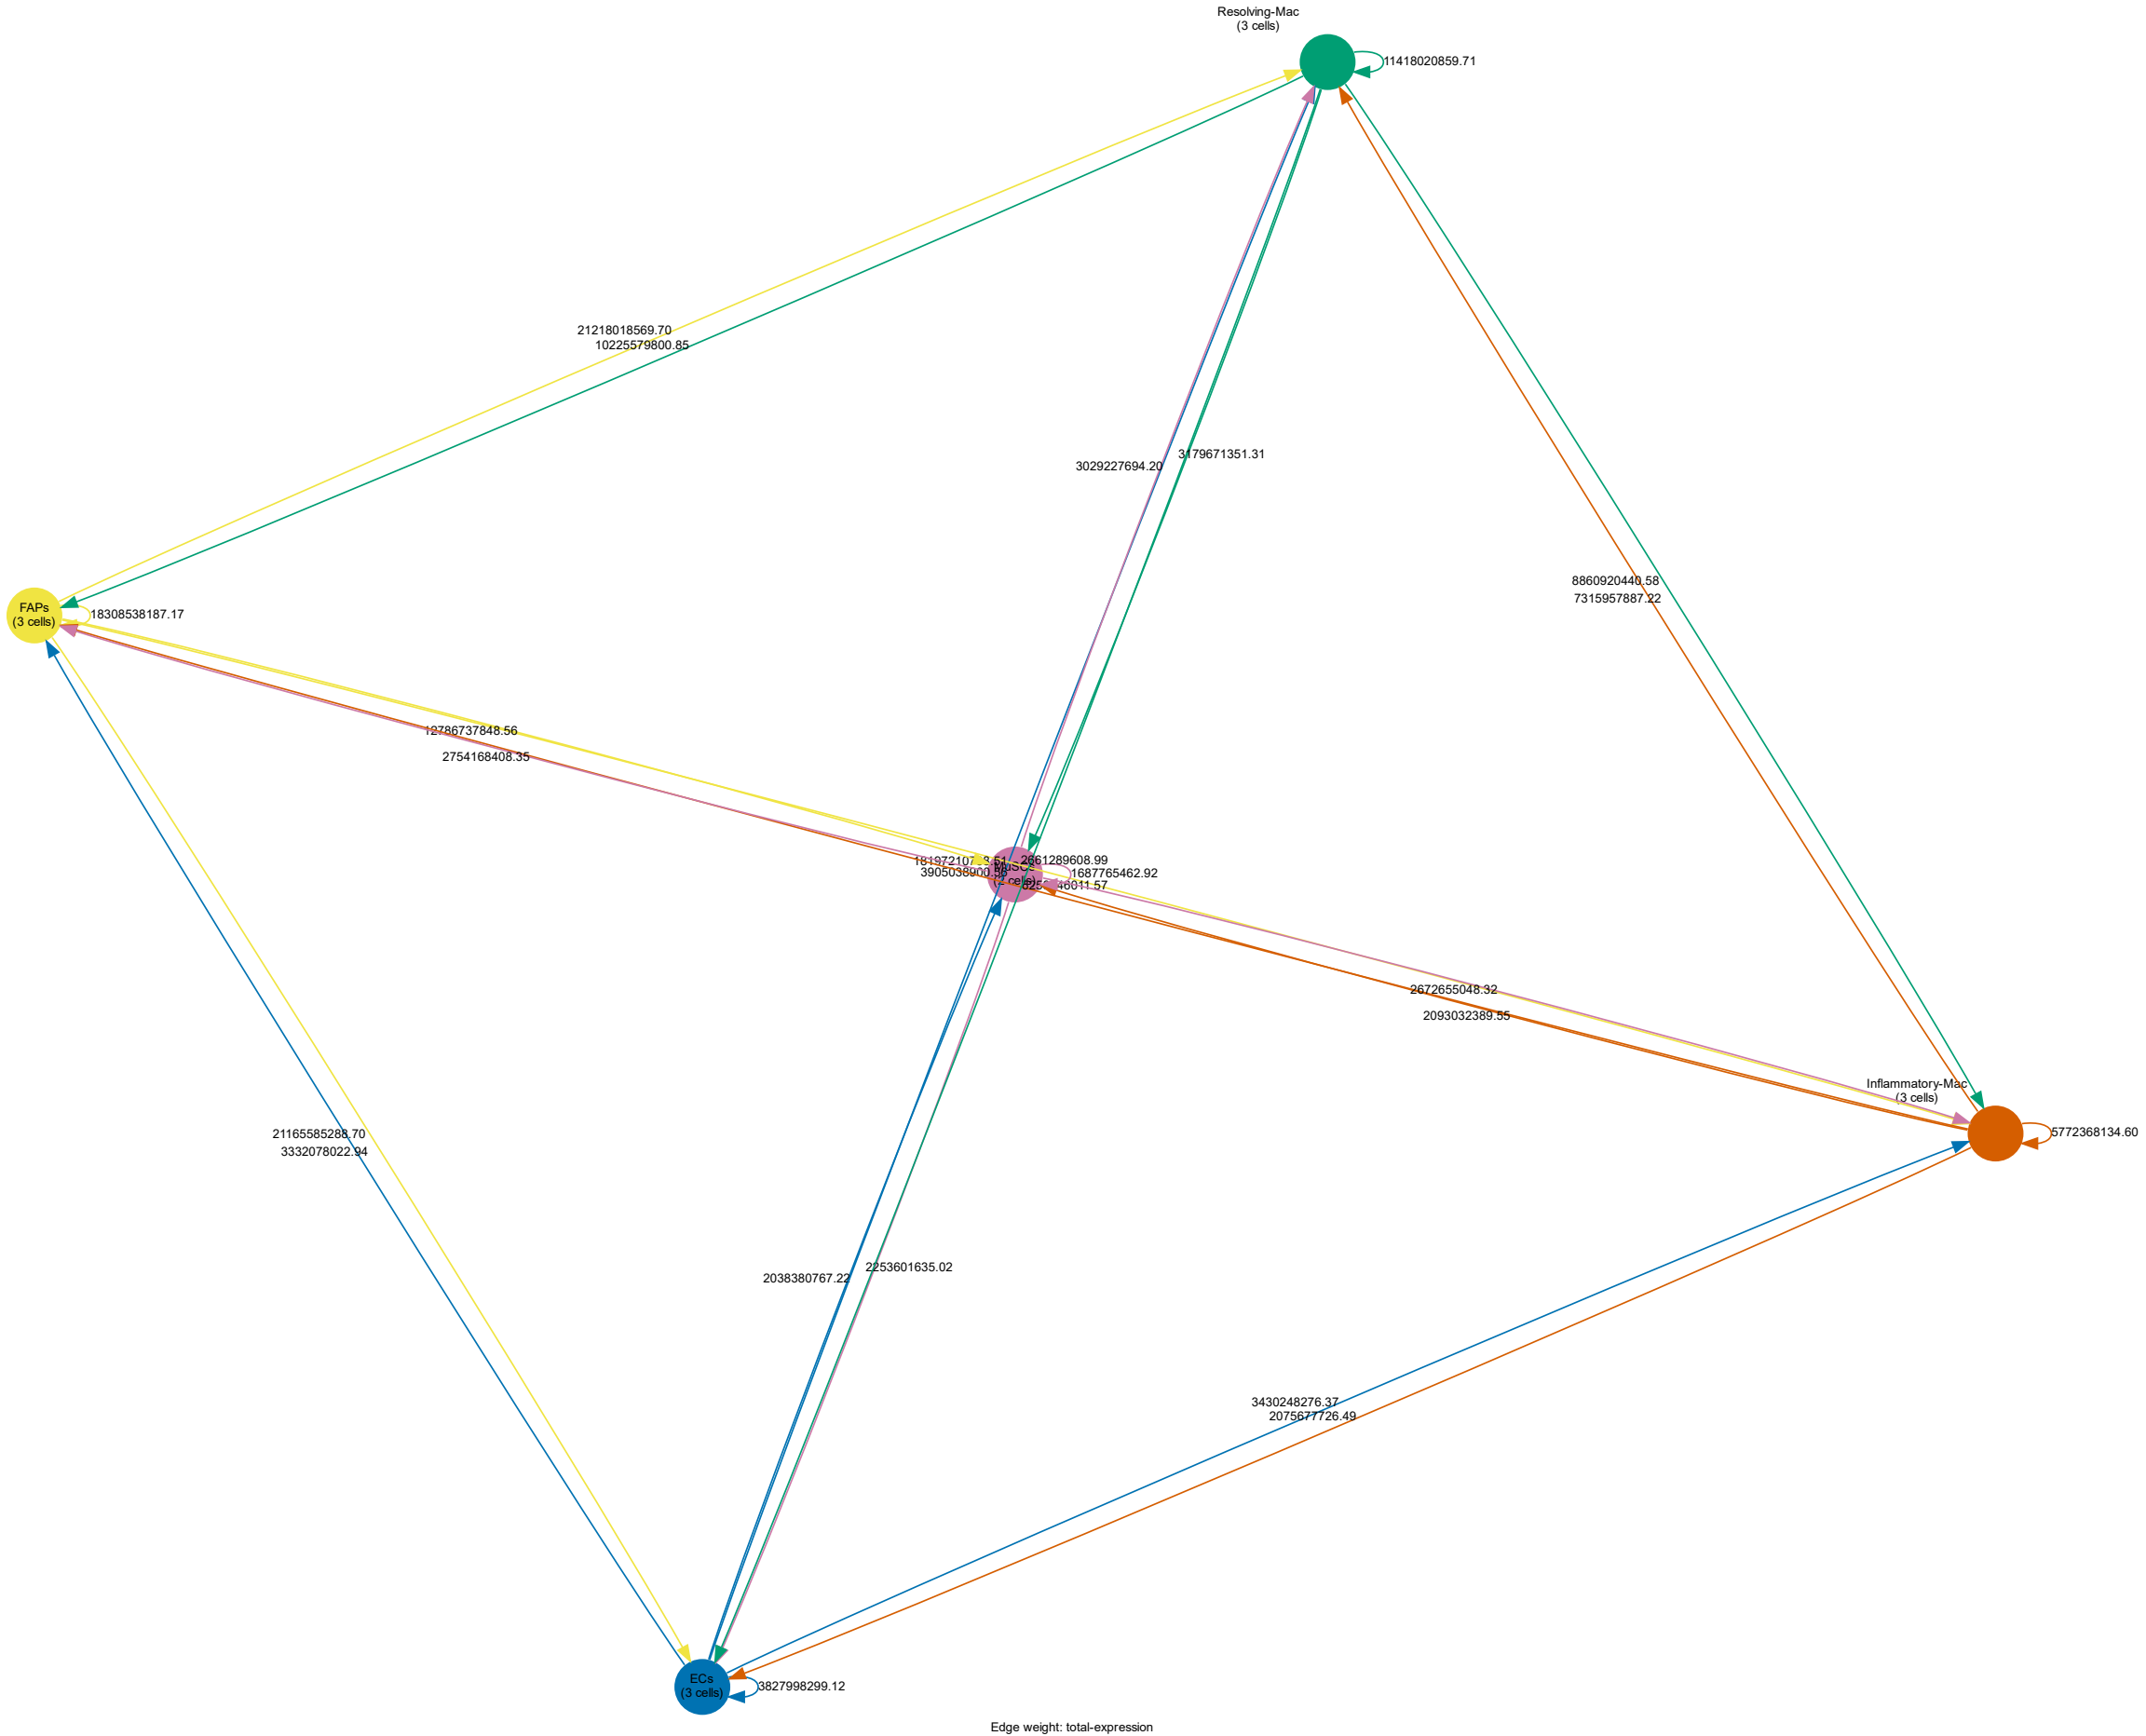 Resolving-Mac
(3 cells)
11418020859.71
21218018569.70
10225579800.85
3029227694.20
3179671351.31
8860920440.58
7315957887.22
FAPs
(3 cells)
18308538187.17
12786737848.56
2754168408.35
2661289608.99
3905038900.56
1687765462.92
cells)
2672655048.32
2093032389.55
Inflammatory-Mac
(3 cells)
5772368134.60
21165585288.70
3332078022.94
2038380767.22
2253601635.02
3430248276.37
2075677726.49
ECs
(3 cells)
3827998299.12
Edge weight: total-expression